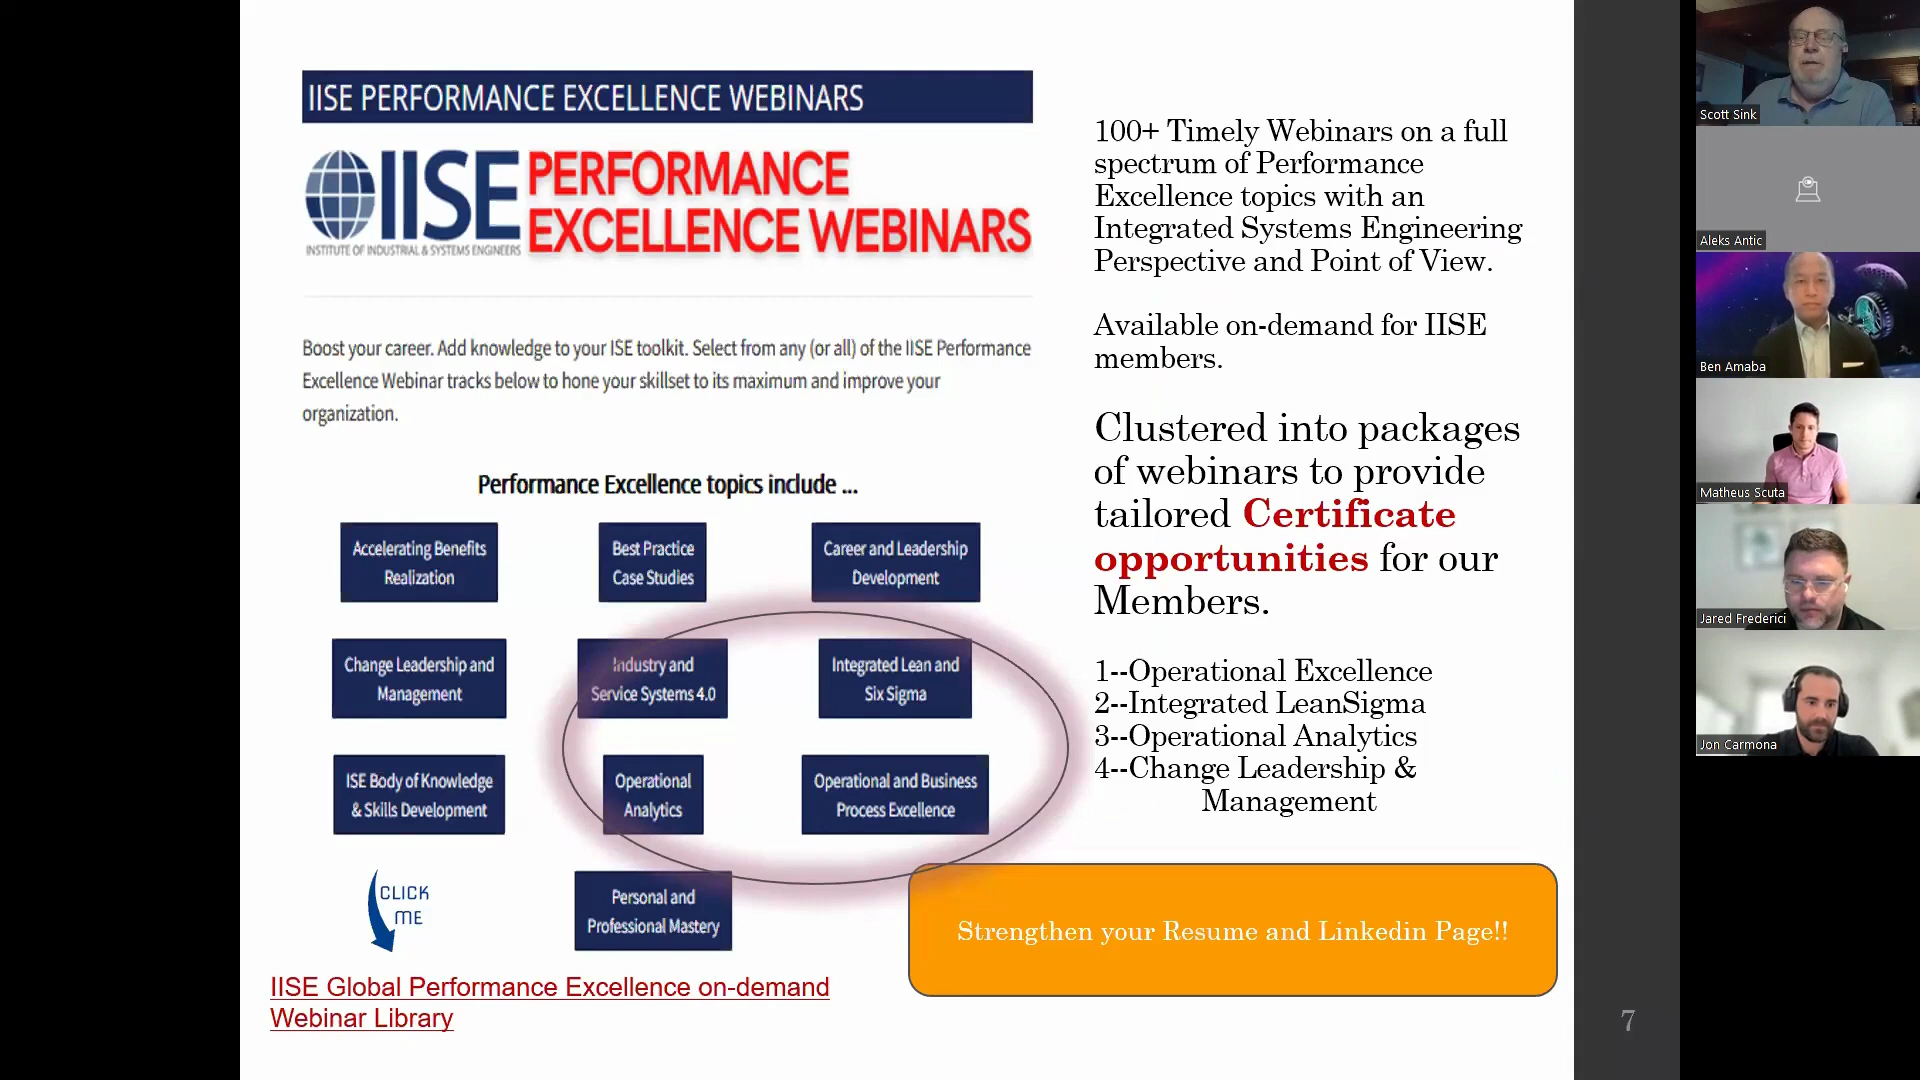 IISE PERFORMANCE EXCELLENCE WEBINARS
IISE
INSTITUTE OF INDUSTRIAL & SYSTEMS ENGINEERS
PERFORMANCE
EXCELLENCE WEBINARS
Boost your career. Add knowledge to your ISE toolkit. Select from any (or all) of the IISE Performance
Excellence Webinar tracks below to hone your skillset to its maximum and improve your
organization.
Performance Excellence topics include ...
Accelerating Benefits
Realization
Best Practice
Case Studies
Career and Leadership
Development
Change Leadership and
Management
Industry and
Service Systems 4.0
Integrated Lean and
Six Sigma
ISE Body of Knowledge
& Skills Development
Operational
Analytics
Operational and Business
Process Excellence
CLICK
ME
Personal and
Professional Mastery
IISE Global Performance Excellence on-demand
Webinar Library
100+ Timely Webinars on a full
spectrum of Performance
Excellence topics with an
Integrated Systems Engineering
Perspective and Point of View.
Available on-demand for IISE
members.
Clustered into packages
of webinars to provide
tailored Certificate
opportunities for our
Members.
1--Operational Excellence
2--Integrated LeanSigma
3--Operational Analytics
4--Change Leadership &
Management
Strengthen your Resume and Linkedin Page!!
7
Scott Sink
Aleks Antic
Ben Amaba
Matheus Scuta
Jared Frederici
Jon Carmona